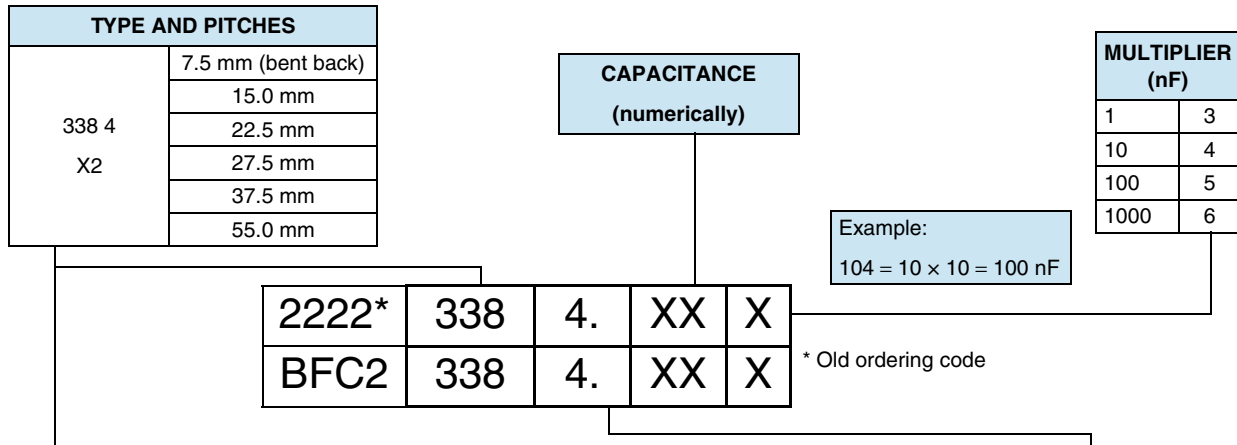 TYPE AND PITCHES
338 4
X2
7.5 mm (bent back)
15.0 mm
22.5 mm
27.5 mm
37.5 mm
55.0 mm
CAPACITANCE
(numerically)
MULTIPLIER
(nF)
1 3
10 4
100 5
1000 6
Example:
104 = 10 × 10 = 100 nF
2222* 338 4. XX X
BFC2 338 4. XX X
* Old ordering code